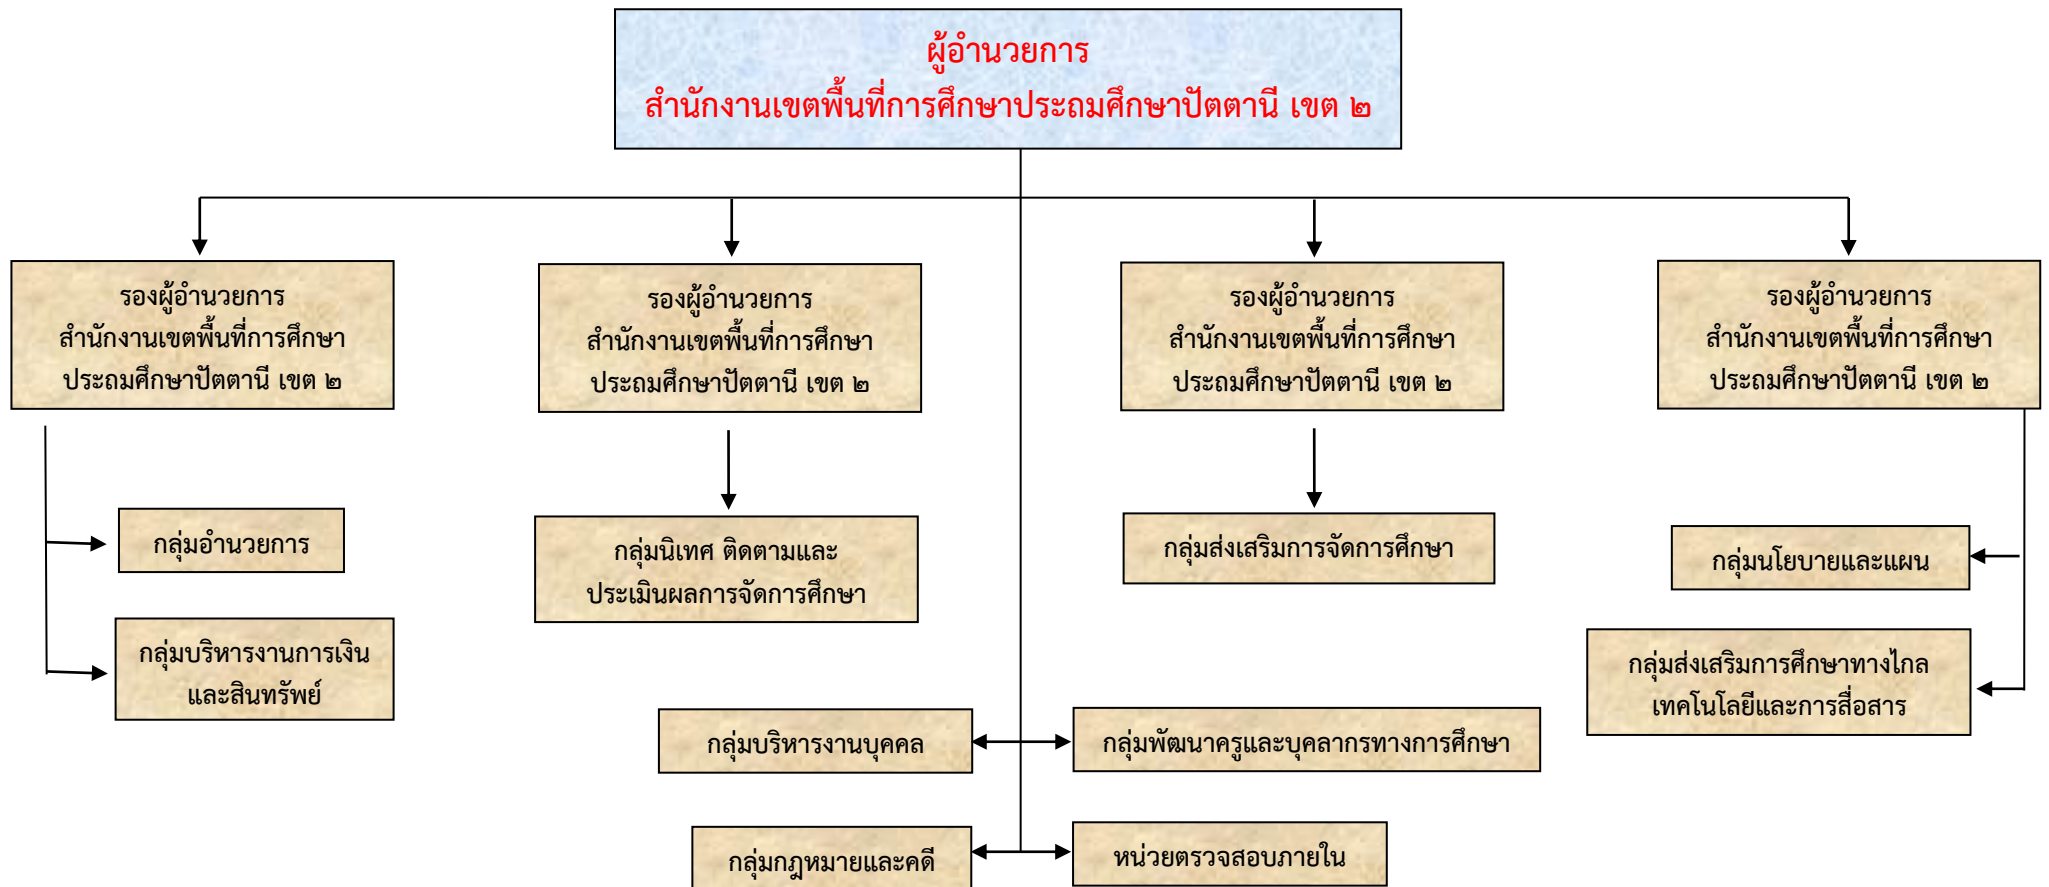 ผู้อำนวยการ
สำนักงานเขตพื้นที่การศึกษาประถมศึกษาปัตตานี เขต ๒
รองผู้อำนวยการ
สำนักงานเขตพื้นที่การศึกษา
ประถมศึกษาปัตตานี เขต ๒
รองผู้อำนวยการ
สำนักงานเขตพื้นที่การศึกษา
ประถมศึกษาปัตตานี เขต ๒
รองผู้อำนวยการ
สำนักงานเขตพื้นที่การศึกษา
ประถมศึกษาปัตตานี เขต ๒
รองผู้อำนวยการ
สำนักงานเขตพื้นที่การศึกษา
ประถมศึกษาปัตตานี เขต ๒
กลุ่มอำนวยการ
กลุ่มบริหารงานการเงิน
และสินทรัพย์
กลุ่มนิเทศ ติดตามและ
ประเมินผลการจัดการศึกษา
กลุ่มส่งเสริมการจัดการศึกษา
กลุ่มนโยบายและแผน
กลุ่มส่งเสริมการศึกษาทางไกล
เทคโนโลยีและการสื่อสาร
กลุ่มบริหารงานบุคคล
กลุ่มพัฒนาครูและบุคลากรทางการศึกษา
กลุ่มกฎหมายและคดี
หน่วยตรวจสอบภายใน